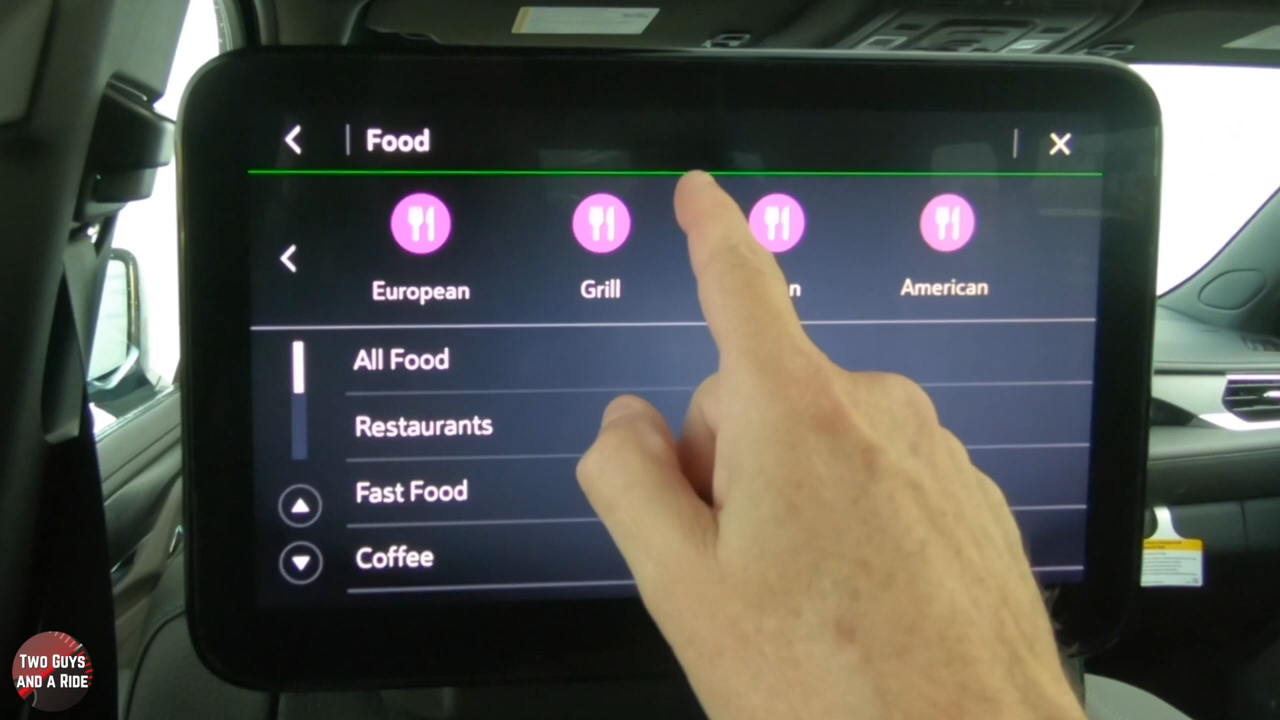 Food
European
Grill
American
All Food
Restaurants
Fast Food
Coffee
TWO GUYS
AND A RIDE